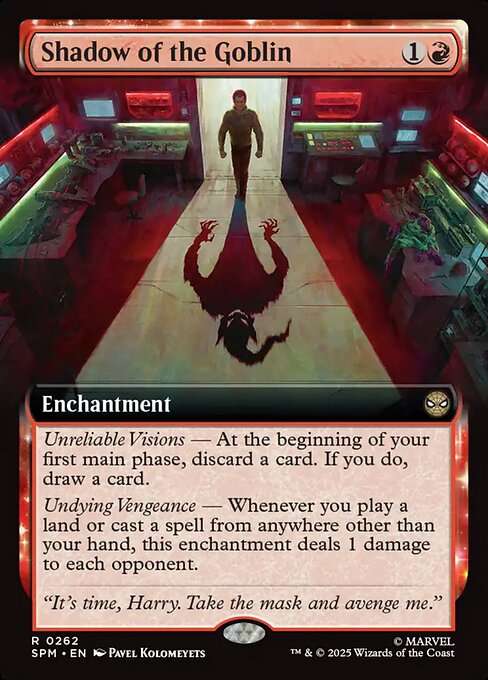 Shadow of the Goblin 1
Enchantment
Unreliable Visions — At the beginning of your
first main phase, discard a card. If you do,
draw a card.
Undying Vengeance — Whenever you play a
land or cast a spell from anywhere other than
your hand, this enchantment deals 1 damage
to each opponent.
“It’s time, Harry. Take the mask and avenge me.”
R 0262
SPM • EN Pavel Kolomeyets
© MARVEL
™ & © 2025 Wizards of the Coast